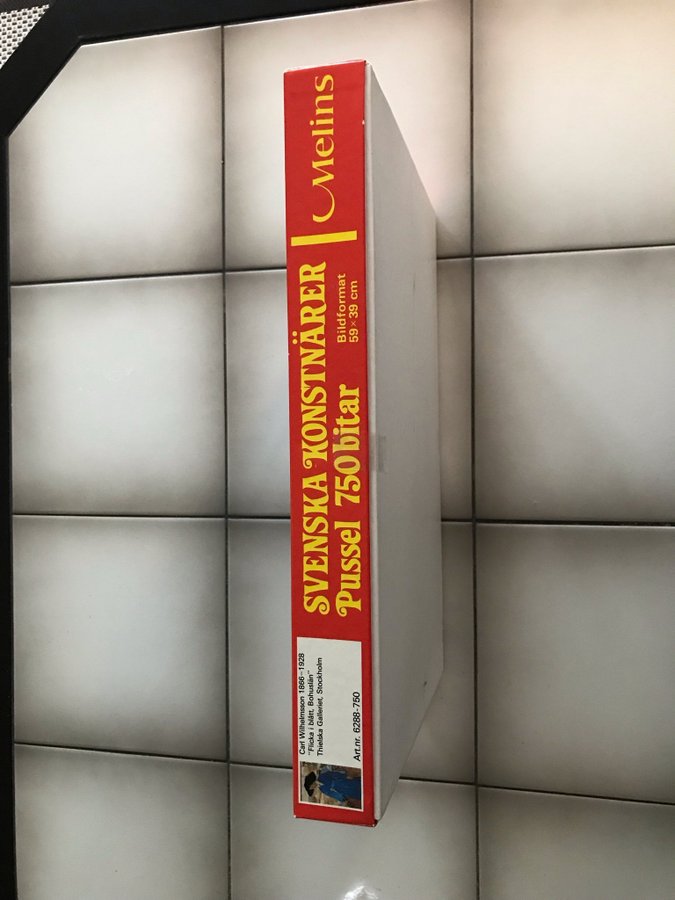 Carl Wilhelmsson 1866–1928
"Flicka i blått, Bohuslän"
Thielska Galleriet, Stockholm
Art.nr. 6288-750
SVENSKA KONSTNÄRER
Pussel 750 bitar
Bildformat
59 × 39 cm
Melins